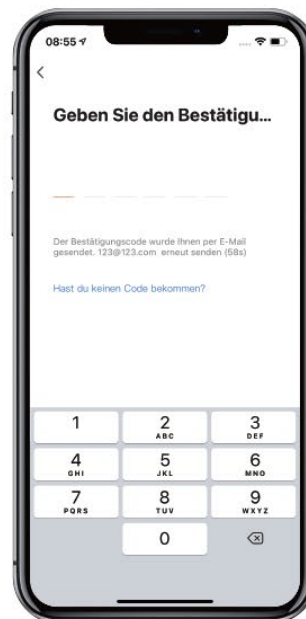 08:55
Geben Sie den Bestätigu...
Der Bestätigungscode wurde Ihnen per E-Mail
gesendet. 123@123.com erneut senden (58s)
Hast du keinen Code bekommen?
1 2 3
ABC DEF
4 5 6
GHI JKL MNO
7 8 9
PQRS TUV WXYZ
0